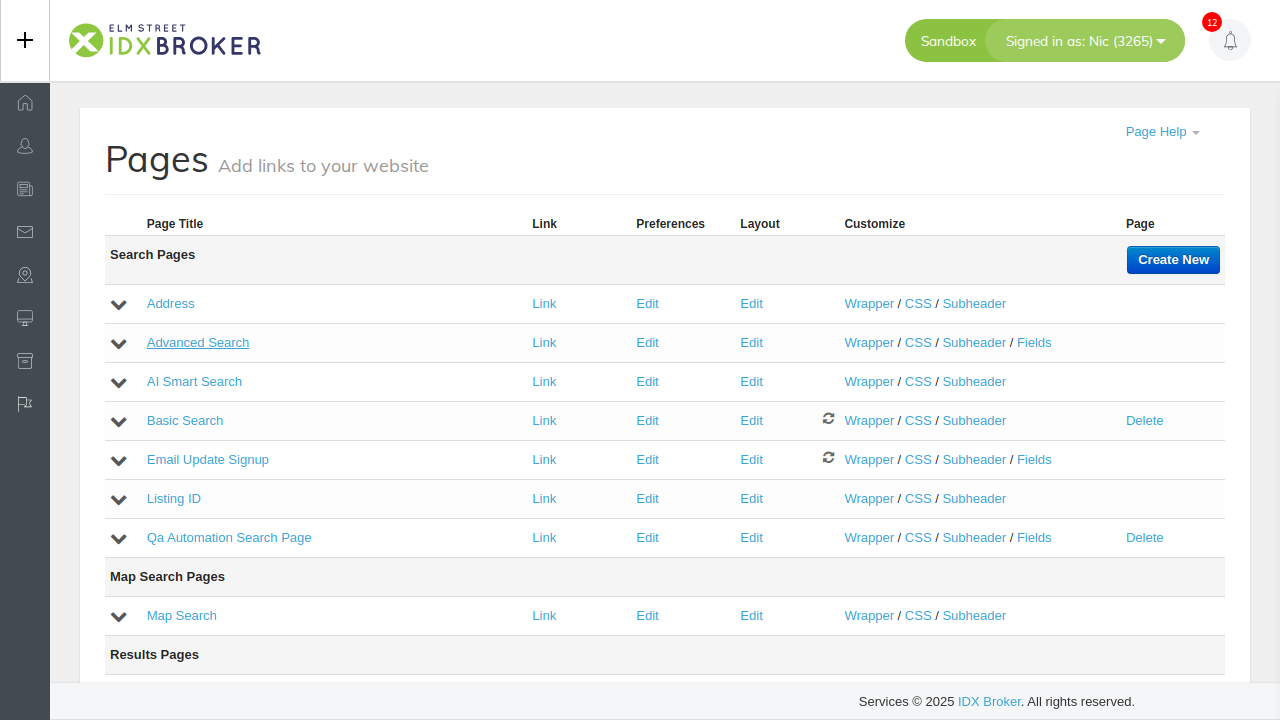 ELM STREET
IDXBROKER
Sandbox Signed in as: Nic (3265)
12
Page Help
Pages Add links to your website
Page Title Link Preferences Layout Customize Page
Search Pages Create New
Address Link Edit Edit Wrapper / CSS / Subheader
Advanced Search Link Edit Edit Wrapper / CSS / Subheader / Fields
AI Smart Search Link Edit Edit Wrapper / CSS / Subheader
Basic Search Link Edit Edit Wrapper / CSS / Subheader Delete
Email Update Signup Link Edit Edit Wrapper / CSS / Subheader / Fields
Listing ID Link Edit Edit Wrapper / CSS / Subheader
Qa Automation Search Page Link Edit Edit Wrapper / CSS / Subheader / Fields Delete
Map Search Pages
Map Search Link Edit Edit Wrapper / CSS / Subheader
Results Pages
Services © 2025 IDX Broker. All rights reserved.